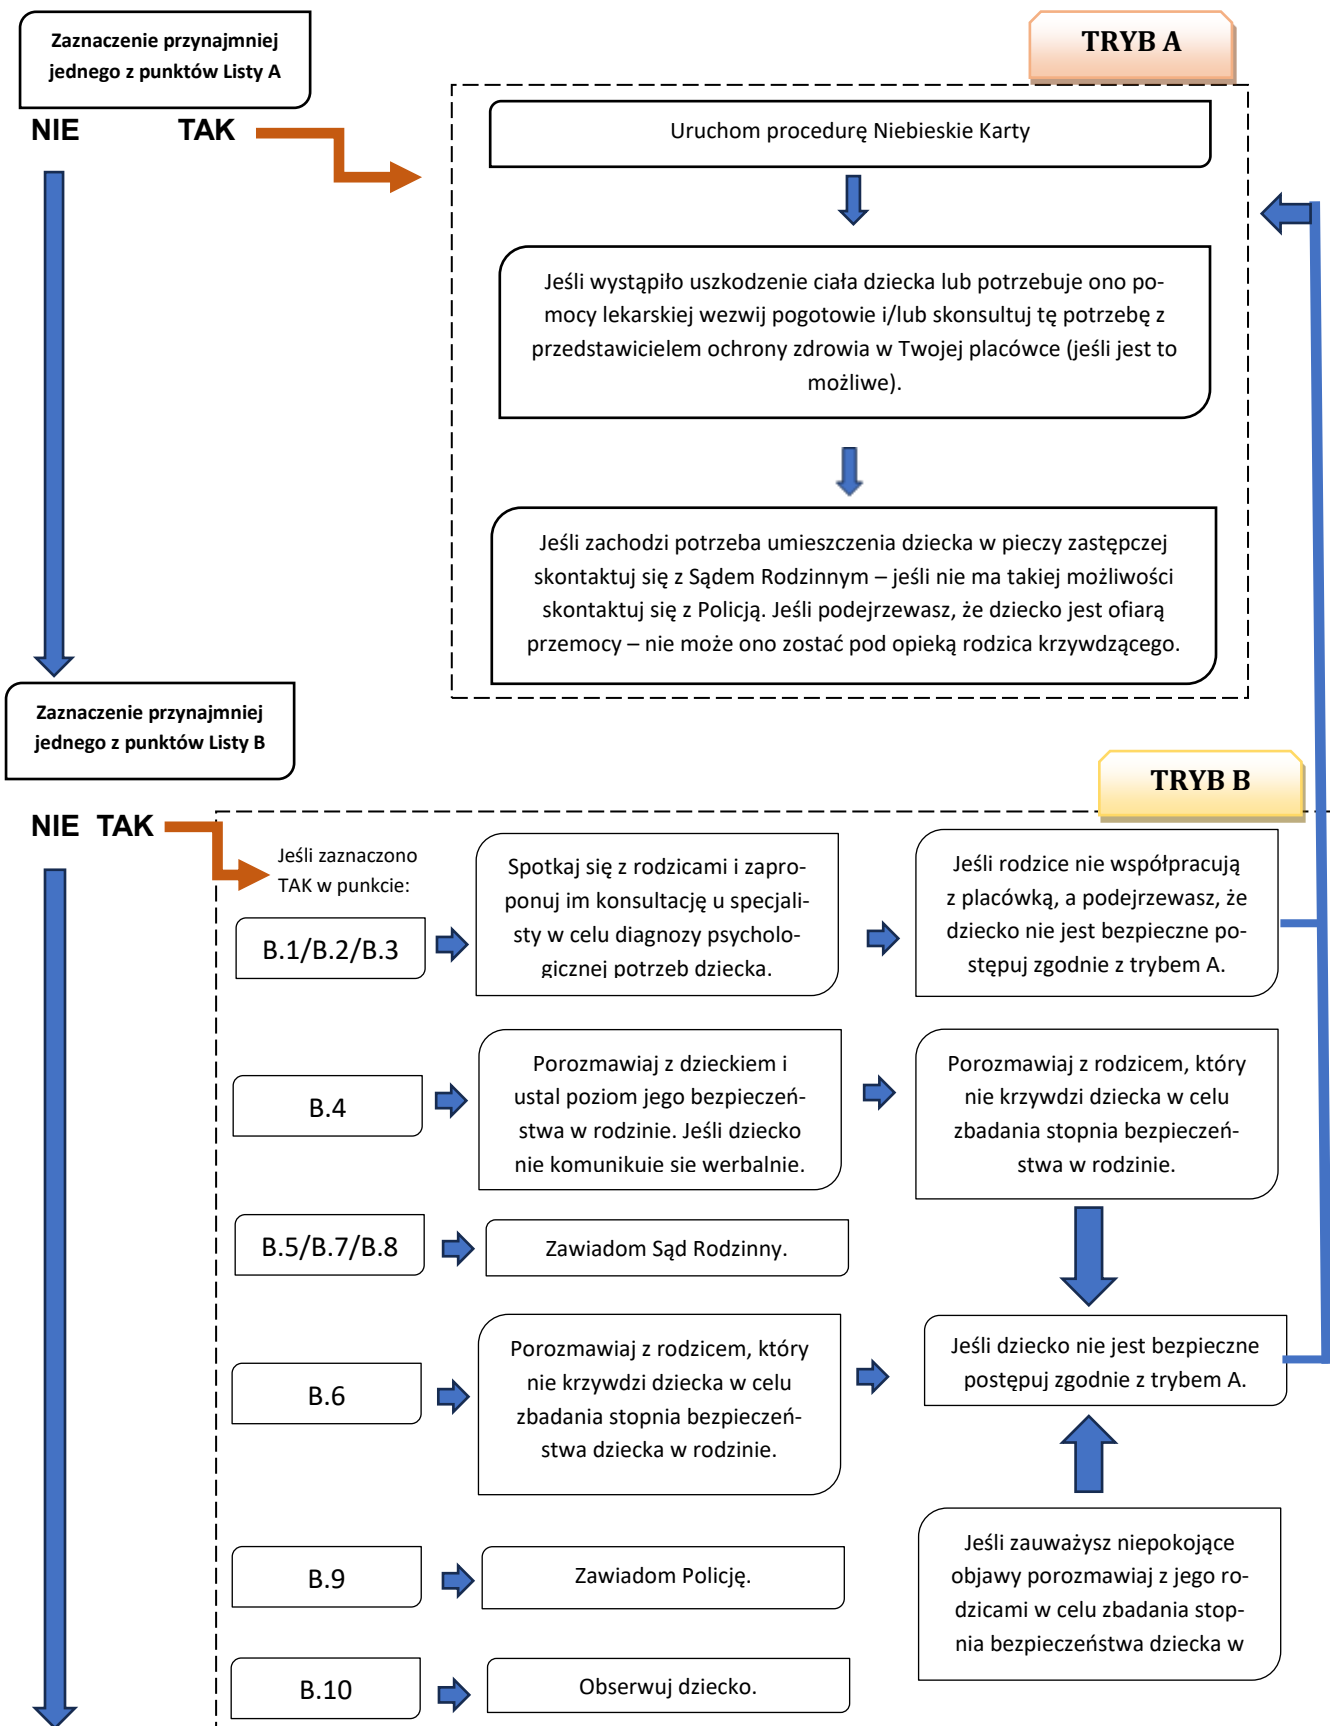 Zaznaczenie przynajmniej
jednego z punktów Listy A
NIE TAK
TRYB A
Uruchom procedurę Niebieskie Karty
Jeśli wystąpiło uszkodzenie ciała dziecka lub potrzebuje ono po-
mocy lekarskiej wezwij pogotowie i/lub skonsultuj tę potrzebę z
przedstawicielem ochrony zdrowia w Twojej placówce (jeśli jest to
możliwe).
Jeśli zachodzi potrzeba umieszczenia dziecka w pieczy zastępczej
skontaktuj się z Sądem Rodzinnym – jeśli nie ma takiej możliwości
skontaktuj się z Policją. Jeśli podejrzewasz, że dziecko jest ofiarą
przemocy – nie może ono zostać pod opieką rodzica krzywdzącego.
Zaznaczenie przynajmniej
jednego z punktów Listy B
NIE TAK
TRYB B
Jeśli zaznaczono
TAK w punkcie:
B.1/B.2/B.3
Spotkaj się z rodzicami i zapro-
ponuj im konsultację u specjali-
sty w celu diagnozy psycholo-
gicznej potrzeb dziecka.
Jeśli rodzice nie współpracują
z placówką, a podejrzewasz, że
dziecko nie jest bezpieczne po-
stępuj zgodnie z trybem A.
B.4
Porozmawiaj z dzieckiem i
ustal poziom jego bezpieczeń-
stwa w rodzinie. Jeśli dziecko
nie komunikuje się werbalnie.
Porozmawiaj z rodzicem, który
nie krzywdzi dziecka w celu
zbadania stopnia bezpieczeń-
stwa w rodzinie.
B.5/B.7/B.8
Zawiadom Sąd Rodzinny.
B.6
Porozmawiaj z rodzicem, który
nie krzywdzi dziecka w celu
zbadania stopnia bezpieczeń-
stwa dziecka w rodzinie.
Jeśli dziecko nie jest bezpieczne
postępuj zgodnie z trybem A.
B.9
Zawiadom Policję.
Jeśli zauważysz niepokojące
objawy porozmawiaj z jego ro-
dzicami w celu zbadania stop-
nia bezpieczeństwa dziecka w
B.10
Obserwuj dziecko.